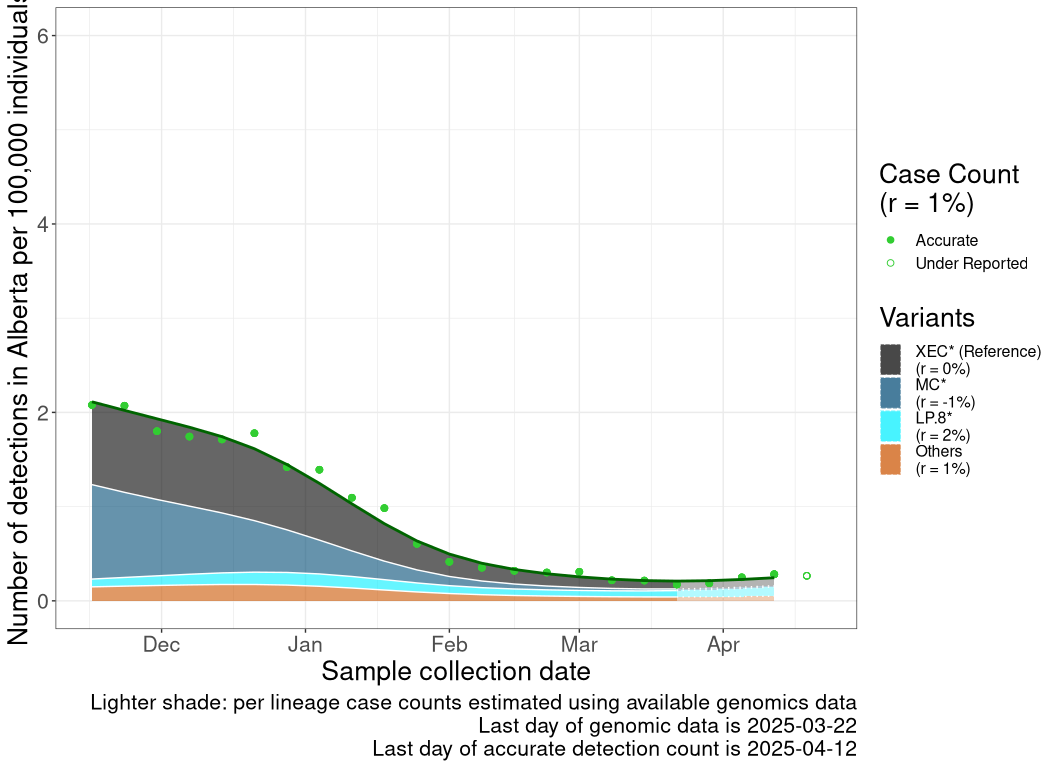 Number of detections in Alberta per 100,000 individuals
6
4
2
0
Dec Jan Feb Mar Apr
Sample collection date
Lighter shade: per lineage case counts estimated using available genomics data
Last day of genomic data is 2025-03-22
Last day of accurate detection count is 2025-04-12
Case Count
(r = 1%)
Accurate
Under Reported
Variants
XEC* (Reference)
(r = 0%)
MC*
(r = -1%)
LP.8*
(r = 2%)
Others
(r = 1%)